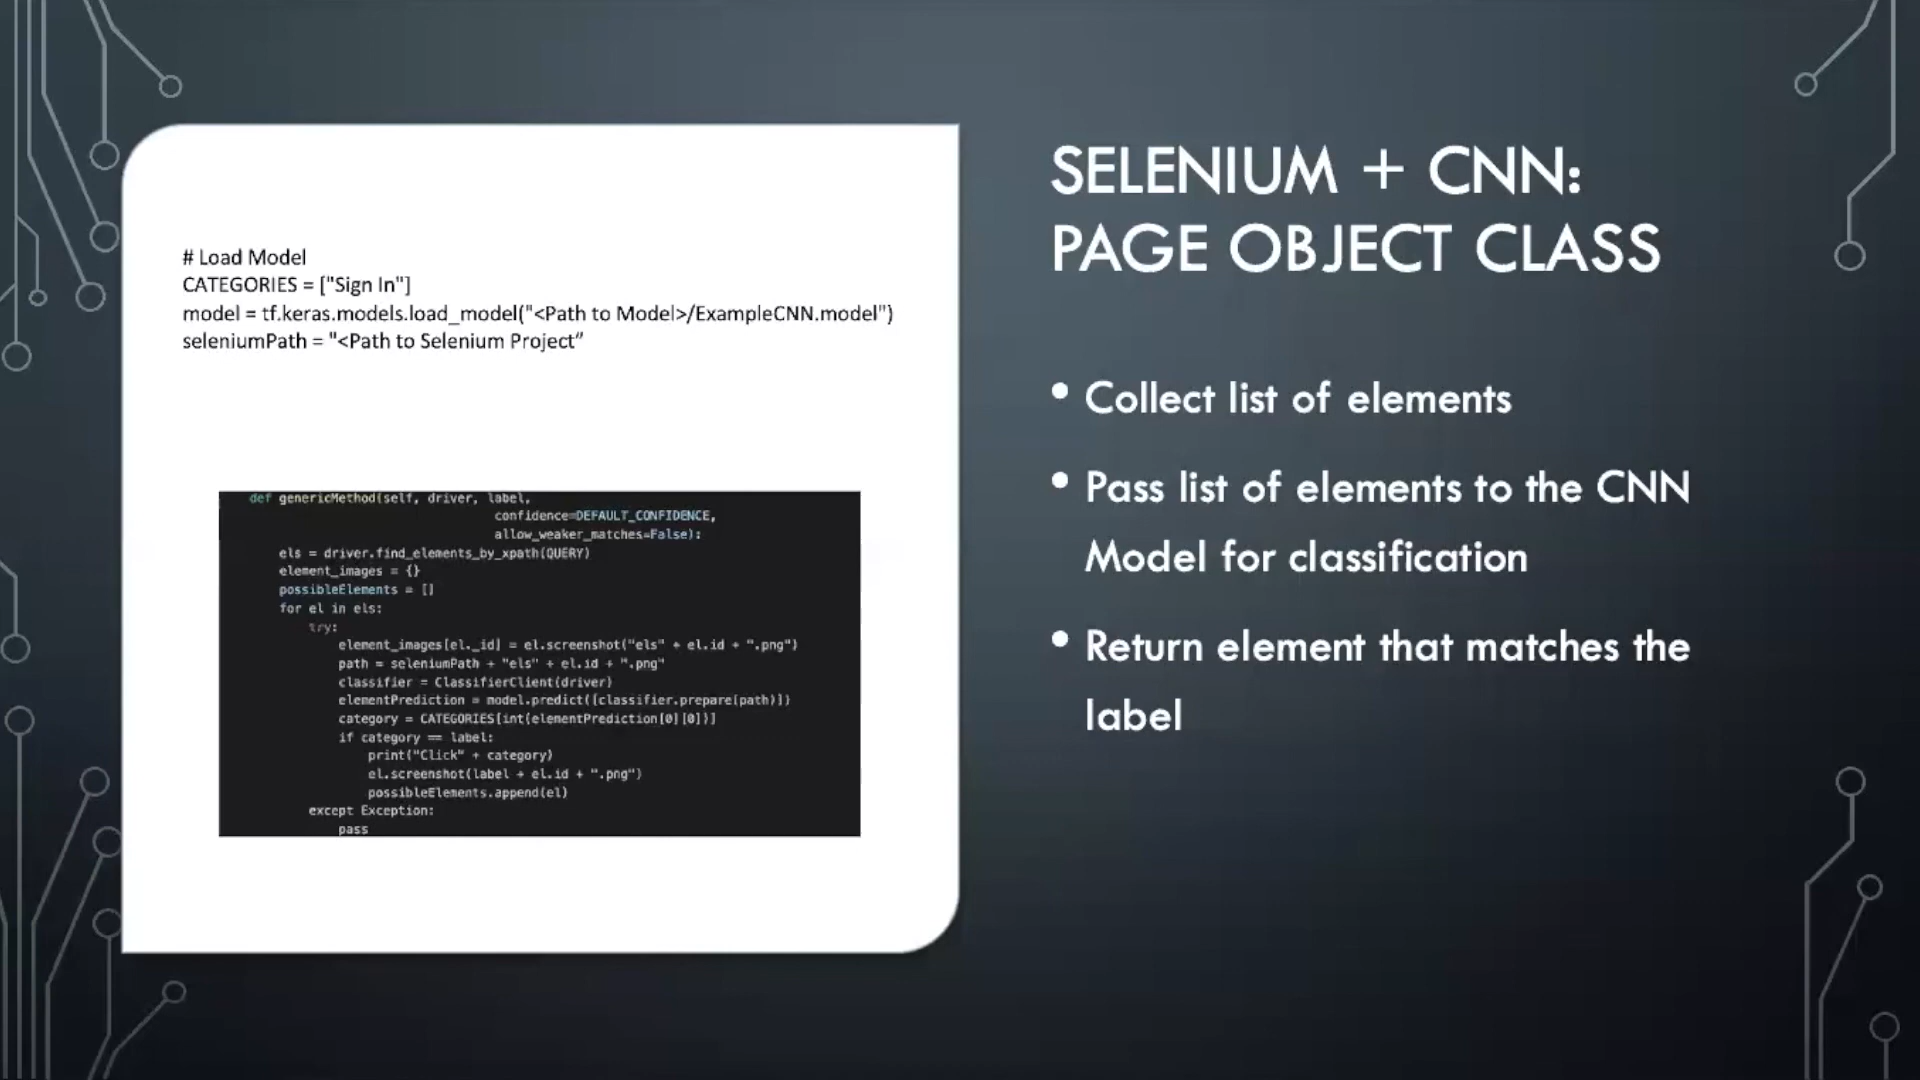 # Load Model
CATEGORIES = ["Sign In"]
model = tf.keras.models.load_model("<Path to Model>/ExampleCNN.model")
seleniumPath = "<Path to Selenium Project”
def genericMethod(self, driver, label,
confidence=DEFAULT_CONFIDENCE,
allow_weaker_matches=False):
els = driver.find_elements_by_xpath(QUERY)
element_images = {}
possibleElements = []
for el in els:
try:
element_images[el._id] = el.screenshot("els" + el.id + ".png")
path = seleniumPath + "els" + el.id + ".png"
classifier = ClassifierClient(driver)
elementPrediction = model.predict([classifier.prepare(path)])
category = CATEGORIES[int(elementPrediction[0][0])]
if category == label:
print("Click" + category)
el.screenshot(label + el.id + ".png")
possibleElements.append(el)
except Exception:
pass
SELENIUM + CNN:
PAGE OBJECT CLASS
• Collect list of elements
• Pass list of elements to the CNN
Model for classification
• Return element that matches the
label